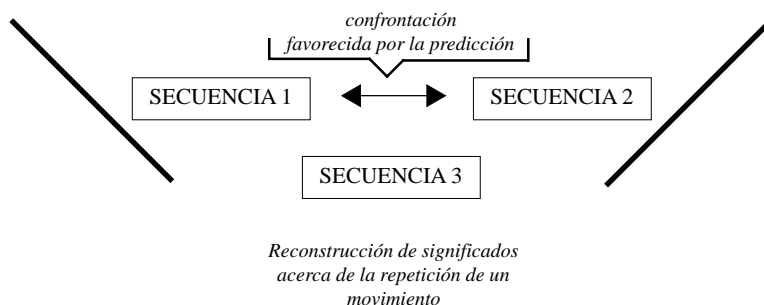 confrontación
favorecida por la predicción
SECUENCIA 1
SECUENCIA 2
SECUENCIA 3
Reconstrucción de significados
acerca de la repetición de un
movimiento